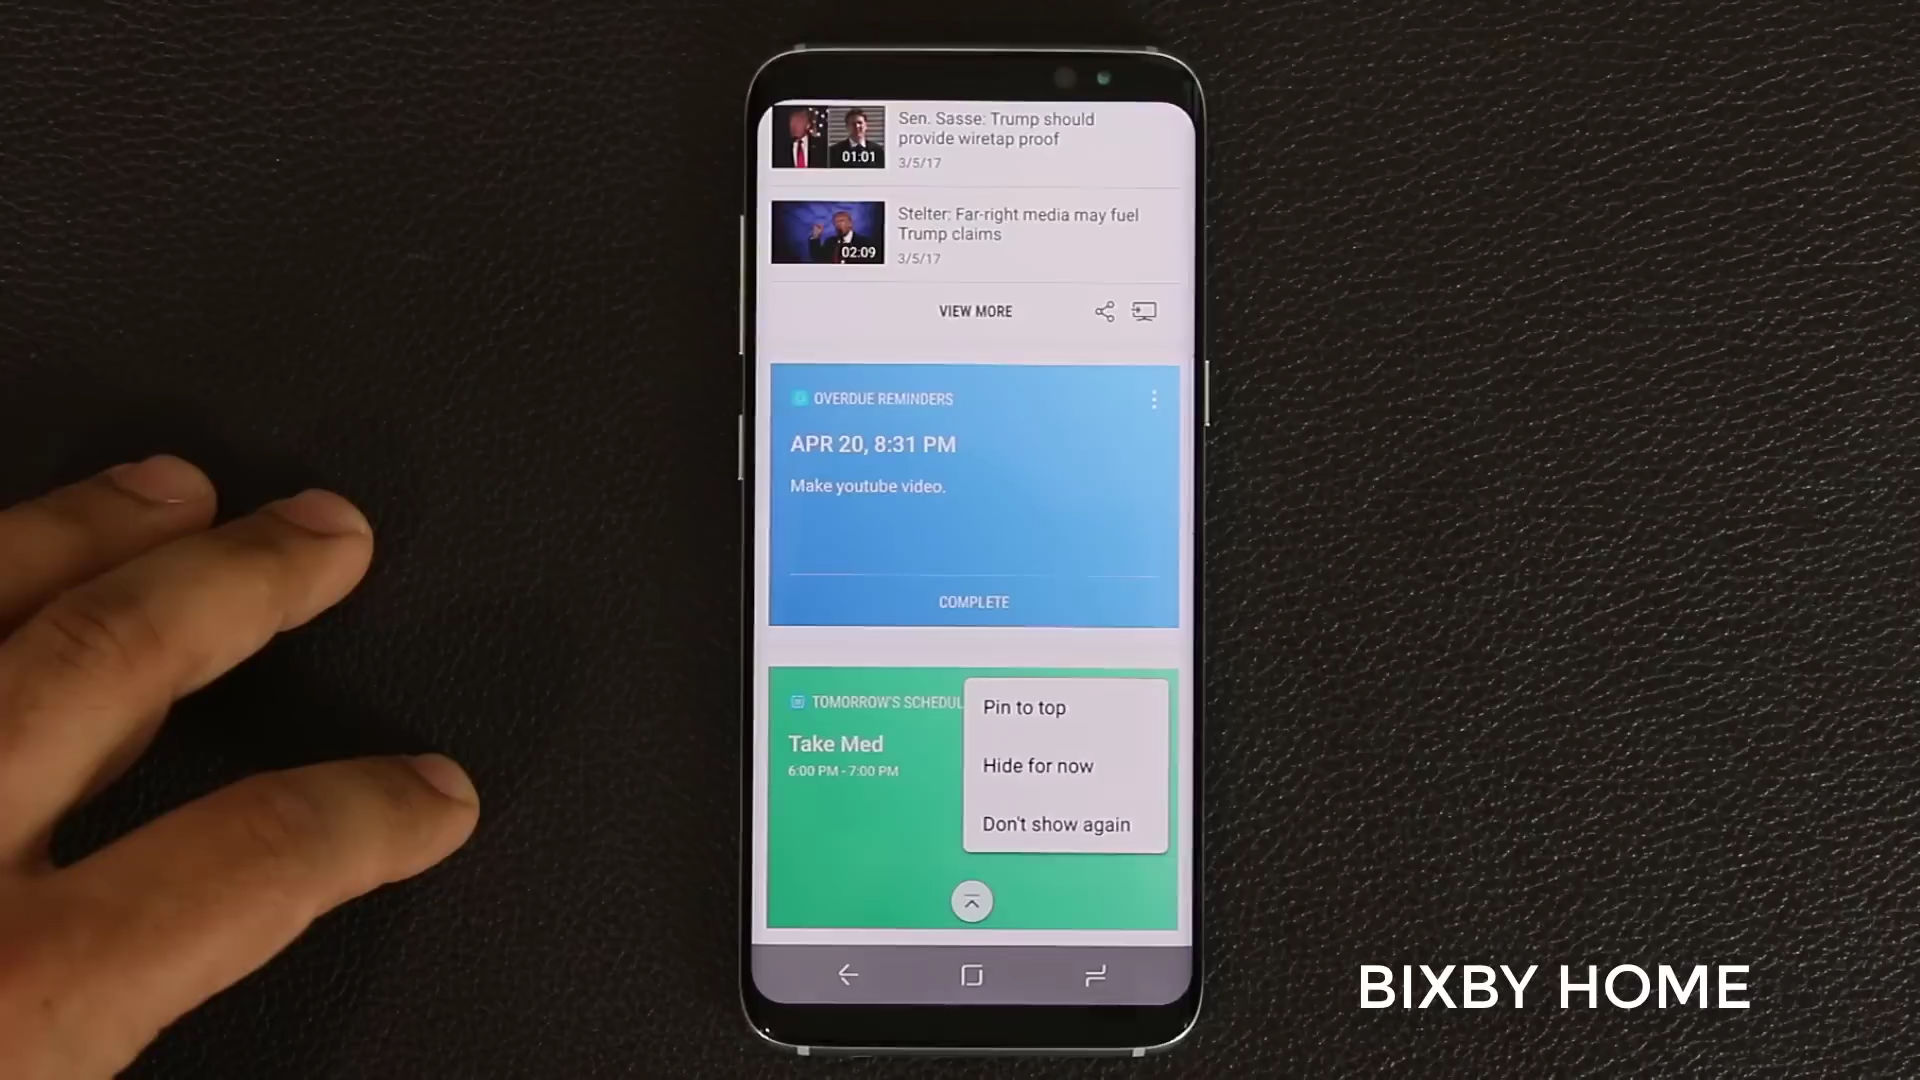 Sen. Sasse: Trump should
provide wiretap proof
01:01
3/5/17
Stelter: Far-right media may fuel
Trump claims
02:09
3/5/17
VIEW MORE
OVERDUE REMINDERS
APR 20, 8:31 PM
Make youtube video.
COMPLETE
TOMORROW'S SCHEDUL
Take Med
6:00 PM - 7:00 PM
Pin to top
Hide for now
Don't show again
BIXBY HOME